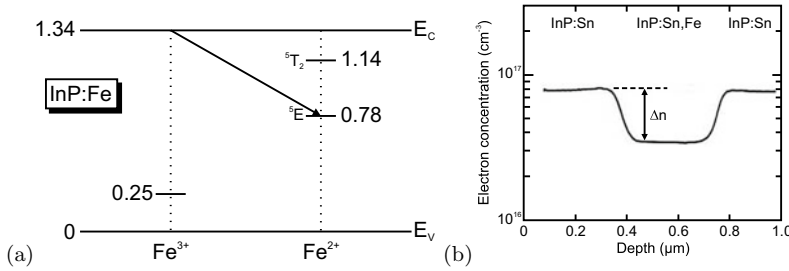 (a)
1.34
E_C
⁵T₂
1.14
InP:Fe
⁵E
0.78
0.25
0
E_V
Fe³⁺
Fe²⁺
(b)
InP:Sn
InP:Sn,Fe
InP:Sn
Electron concentration (cm⁻³)
10¹⁷
Δn
10¹⁶
0.2
0.4
0.6
0.8
1.0
Depth (µm)